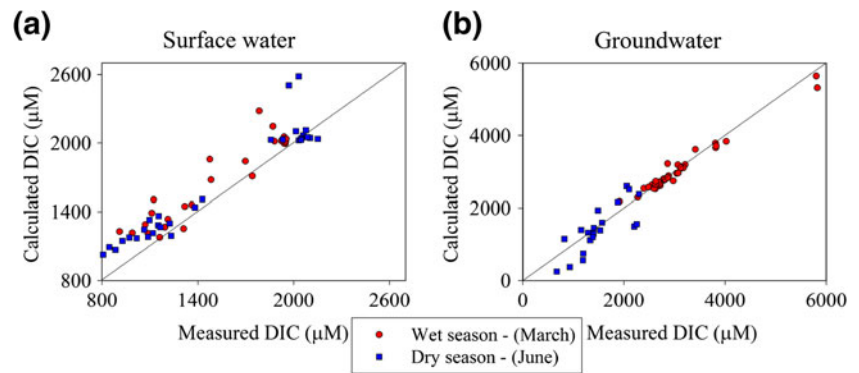 (a)
Surface water
2600
2000
1400
800
Calculated DIC (µM)
800 1400 2000 2600
Measured DIC (µM)
(b)
Groundwater
6000
4000
2000
0
Calculated DIC (µM)
0 2000 4000 6000
Measured DIC (µM)
Wet season - (March)
Dry season - (June)